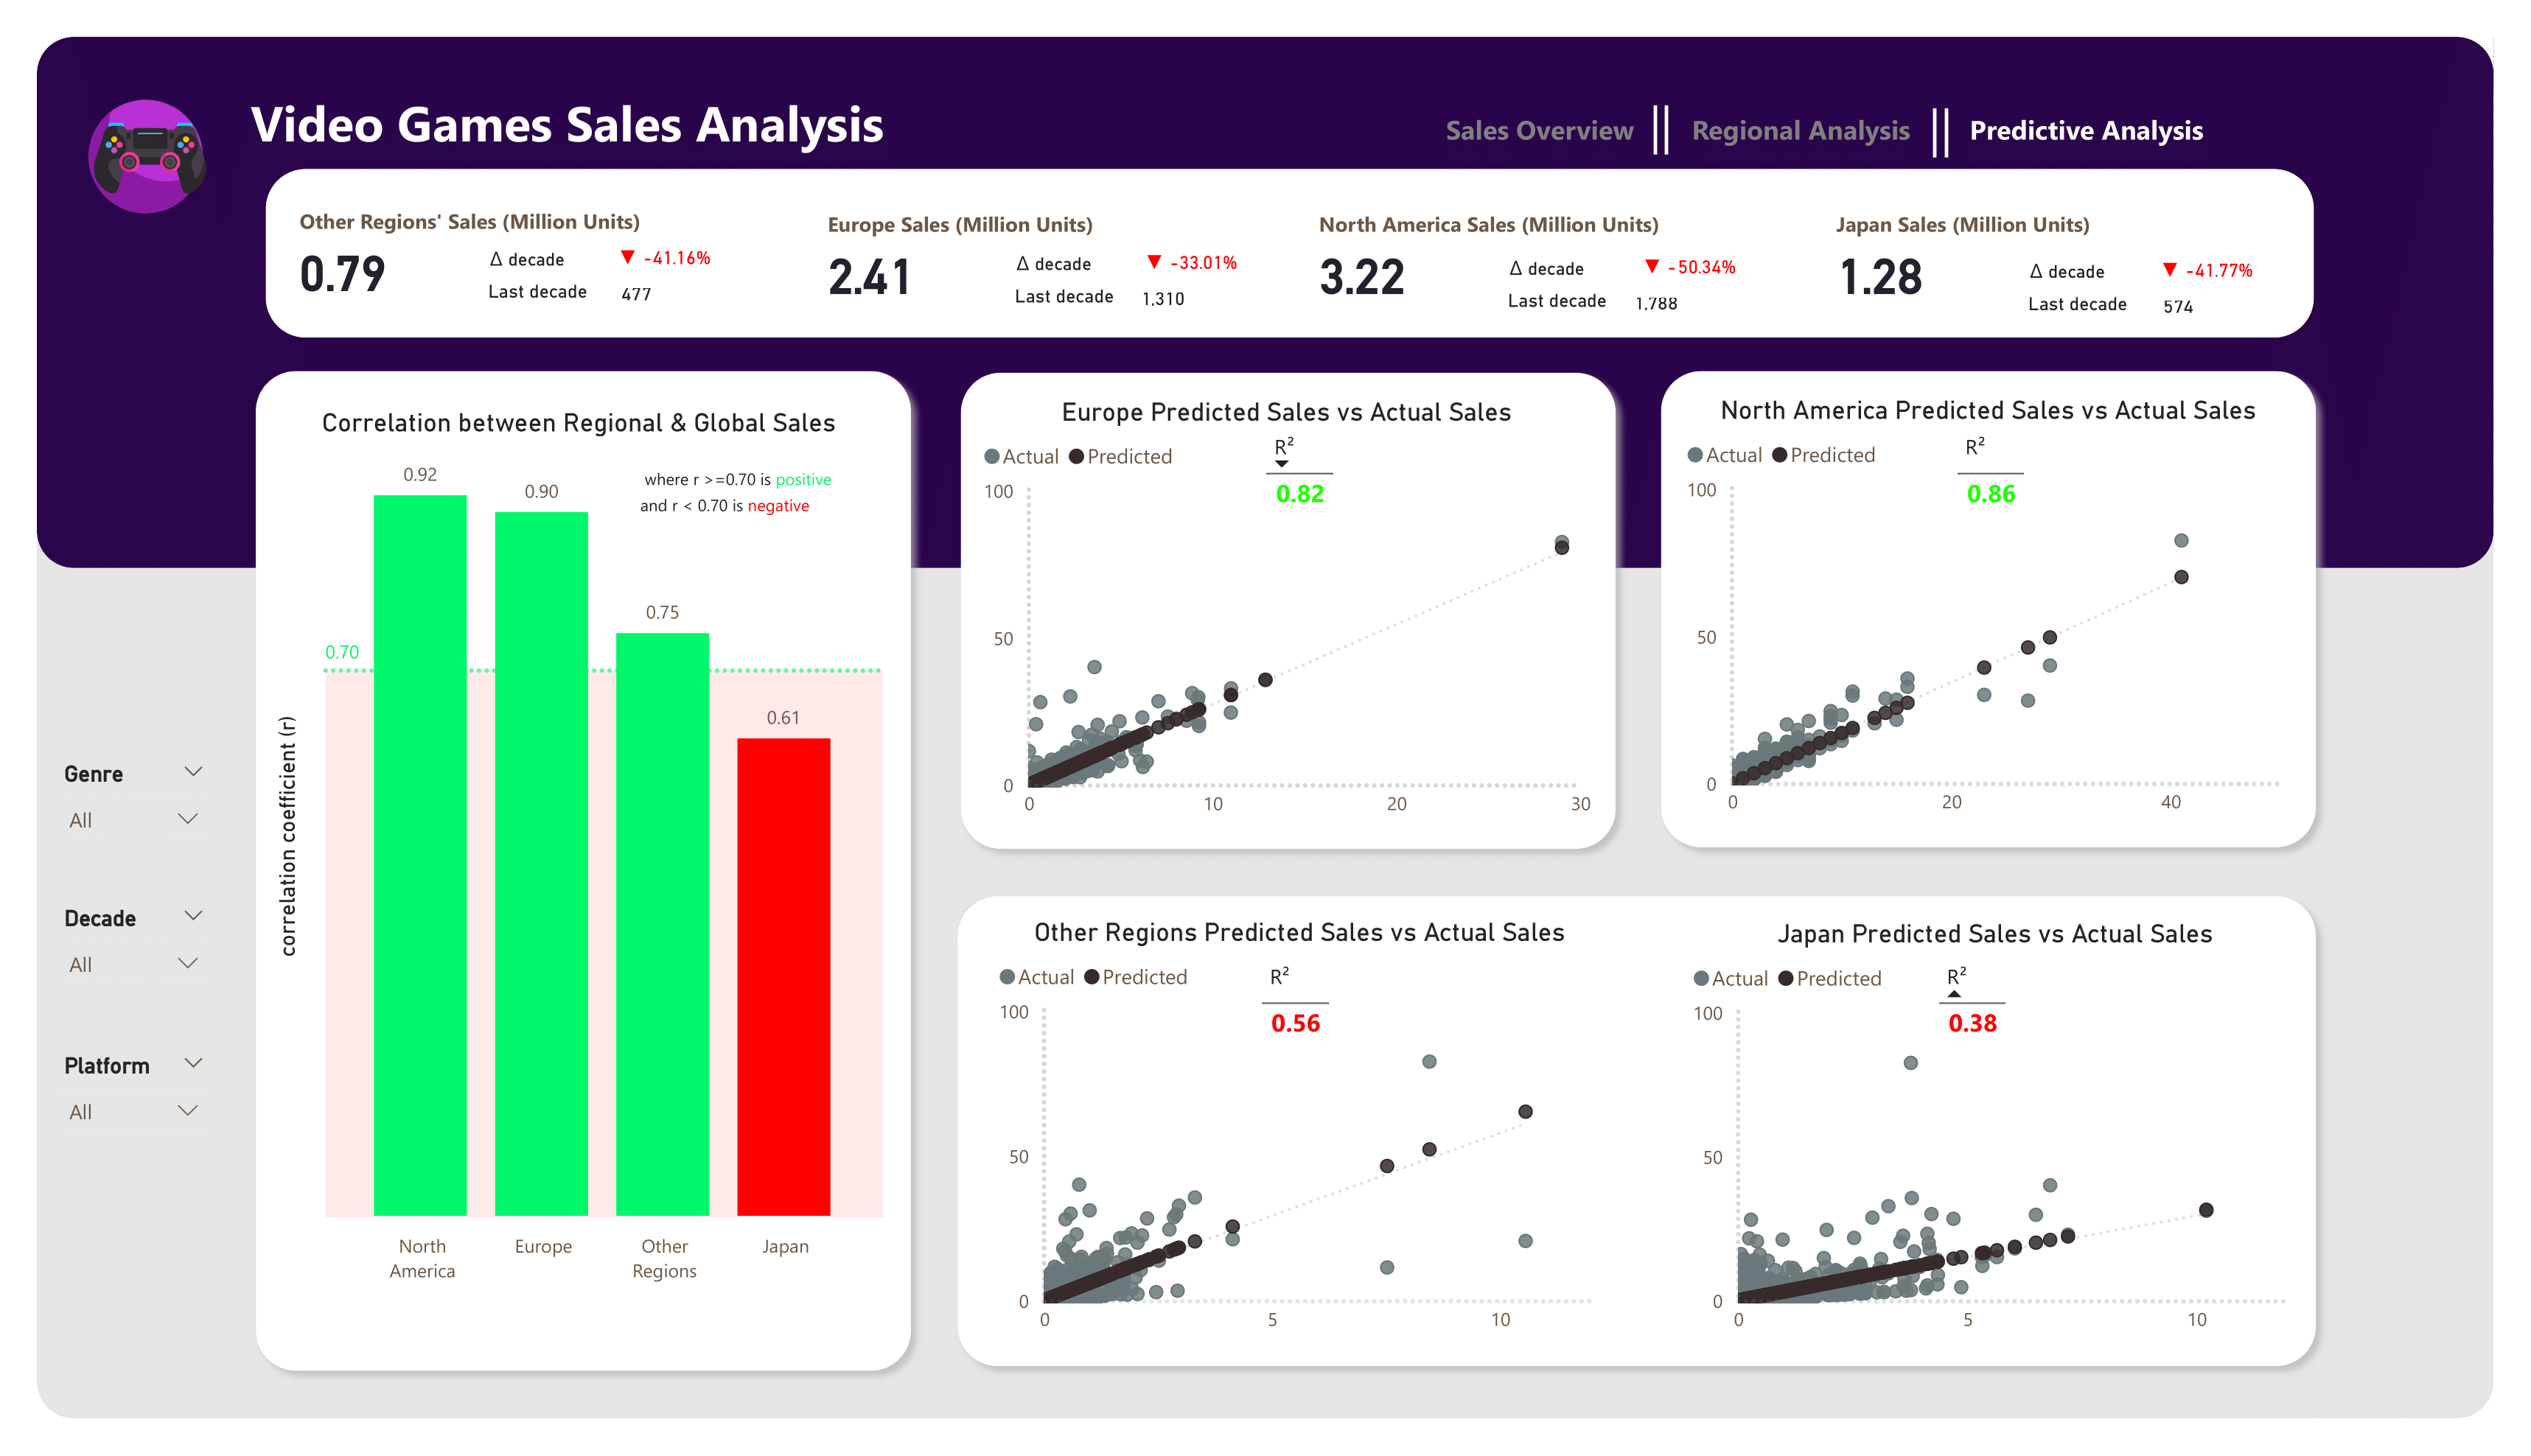 Video Games Sales Analysis
Sales Overview
Regional Analysis
Predictive Analysis
Other Regions' Sales (Million Units)
0.79
Δ decade
-41.16%
Last decade
477
Europe Sales (Million Units)
2.41
Δ decade
-33.01%
Last decade
1,310
North America Sales (Million Units)
3.22
Δ decade
-50.34%
Last decade
1,788
Japan Sales (Million Units)
1.28
Δ decade
-41.77%
Last decade
574
Genre
All
Decade
All
Platform
All
Correlation between Regional & Global Sales
where r >=0.70 is positive
and r < 0.70 is negative
0.92
0.90
0.75
0.70
0.61
correlation coefficient (r)
North
America
Europe
Other
Regions
Japan
Europe Predicted Sales vs Actual Sales
Actual
Predicted
R²
0.82
100
50
0
0
10
20
30
North America Predicted Sales vs Actual Sales
Actual
Predicted
R²
0.86
100
50
0
0
20
40
Other Regions Predicted Sales vs Actual Sales
Actual
Predicted
R²
0.56
100
50
0
0
5
10
Japan Predicted Sales vs Actual Sales
Actual
Predicted
R²
0.38
100
50
0
0
5
10